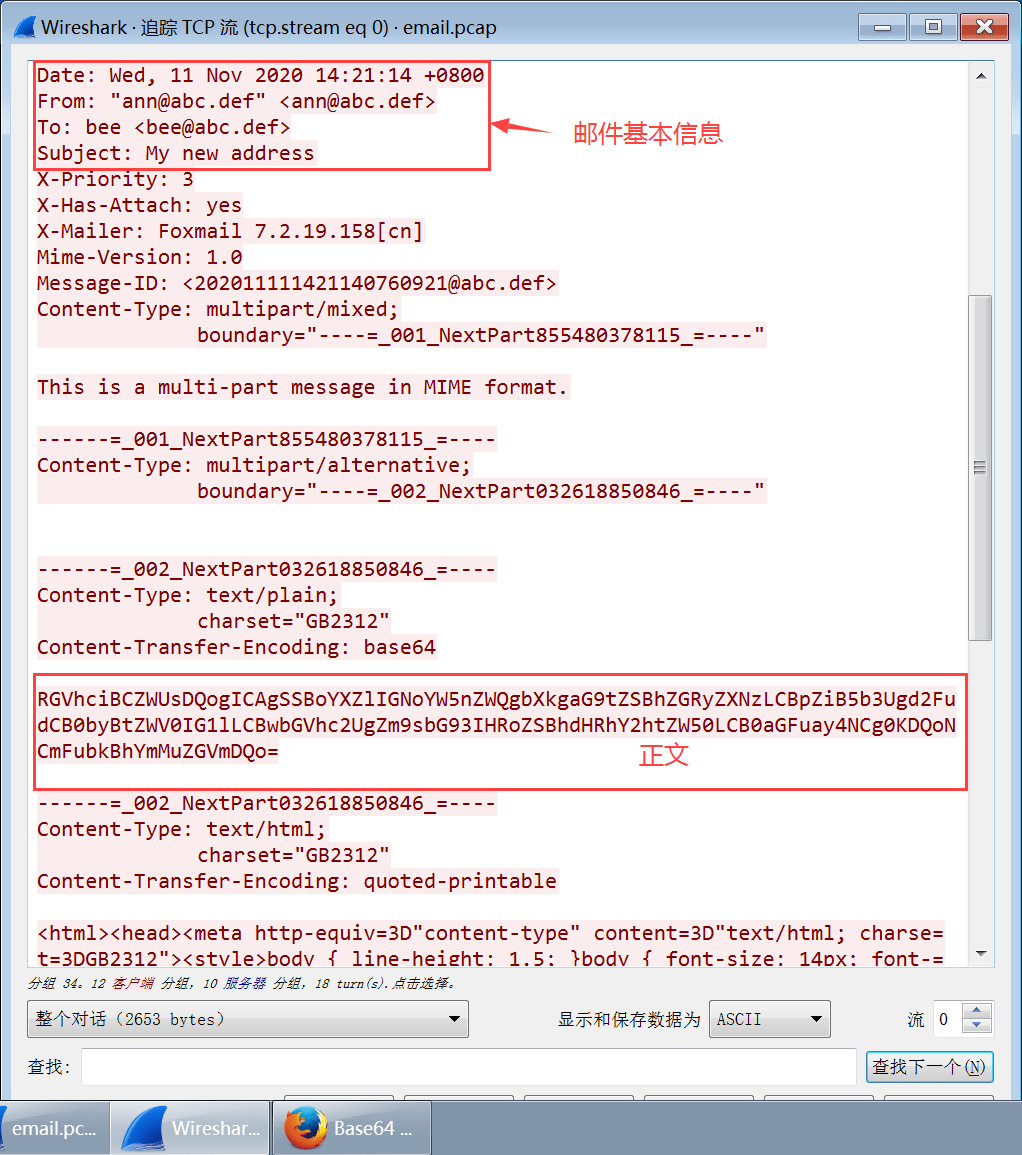 Wireshark · 追踪 TCP 流 (tcp.stream eq 0) · email.pcap
Date: Wed, 11 Nov 2020 14:21:14 +0800
From: "ann@abc.def" <ann@abc.def>
To: bee <bee@abc.def>
邮件基本信息
Subject: My new address
X-Priority: 3
X-Has-Attach: yes
X-Mailer: Foxmail 7.2.19.158[cn]
Mime-Version: 1.0
Message-ID: <202011111421140760921@abc.def>
Content-Type: multipart/mixed;
boundary="----=_001_NextPart855480378115_=----"
This is a multi-part message in MIME format.
------=_001_NextPart855480378115_=----
Content-Type: multipart/alternative;
boundary="----=_002_NextPart032618850846_=----"
------=_002_NextPart032618850846_=----
Content-Type: text/plain;
charset="GB2312"
Content-Transfer-Encoding: base64
RGVhciBCZWUsDQogICAgSSBoYXZlIGNoYW5nZWQgbXkgaG9tZSBhZGRyZXNzLCBpZiB5b3Ugd2Fu
dCB0byBtZWV0IG1lLCBwbGVhc2UgZm9sbG93IHRoZSBhdHRhY2htZW50LCB0aGFuay4NCg0KDQoN
CmFubkBhYmMuZGVmDQo=
正文
------=_002_NextPart032618850846_=----
Content-Type: text/html;
charset="GB2312"
Content-Transfer-Encoding: quoted-printable
<html><head><meta http-equiv=3D"content-type" content=3D"text/html; charse=
t=3DGB2312"><style>body { line-height: 1.5; }body { font-size: 14px; font-=
分组 34。12 客户端 分组，10 服务器 分组，18 turn(s).点击选择。
整个对话（2653 bytes）
显示和保存数据为 ASCII
流 0
查找:
查找下一个(N)
email.pc...
Wireshar...
Base64 ...